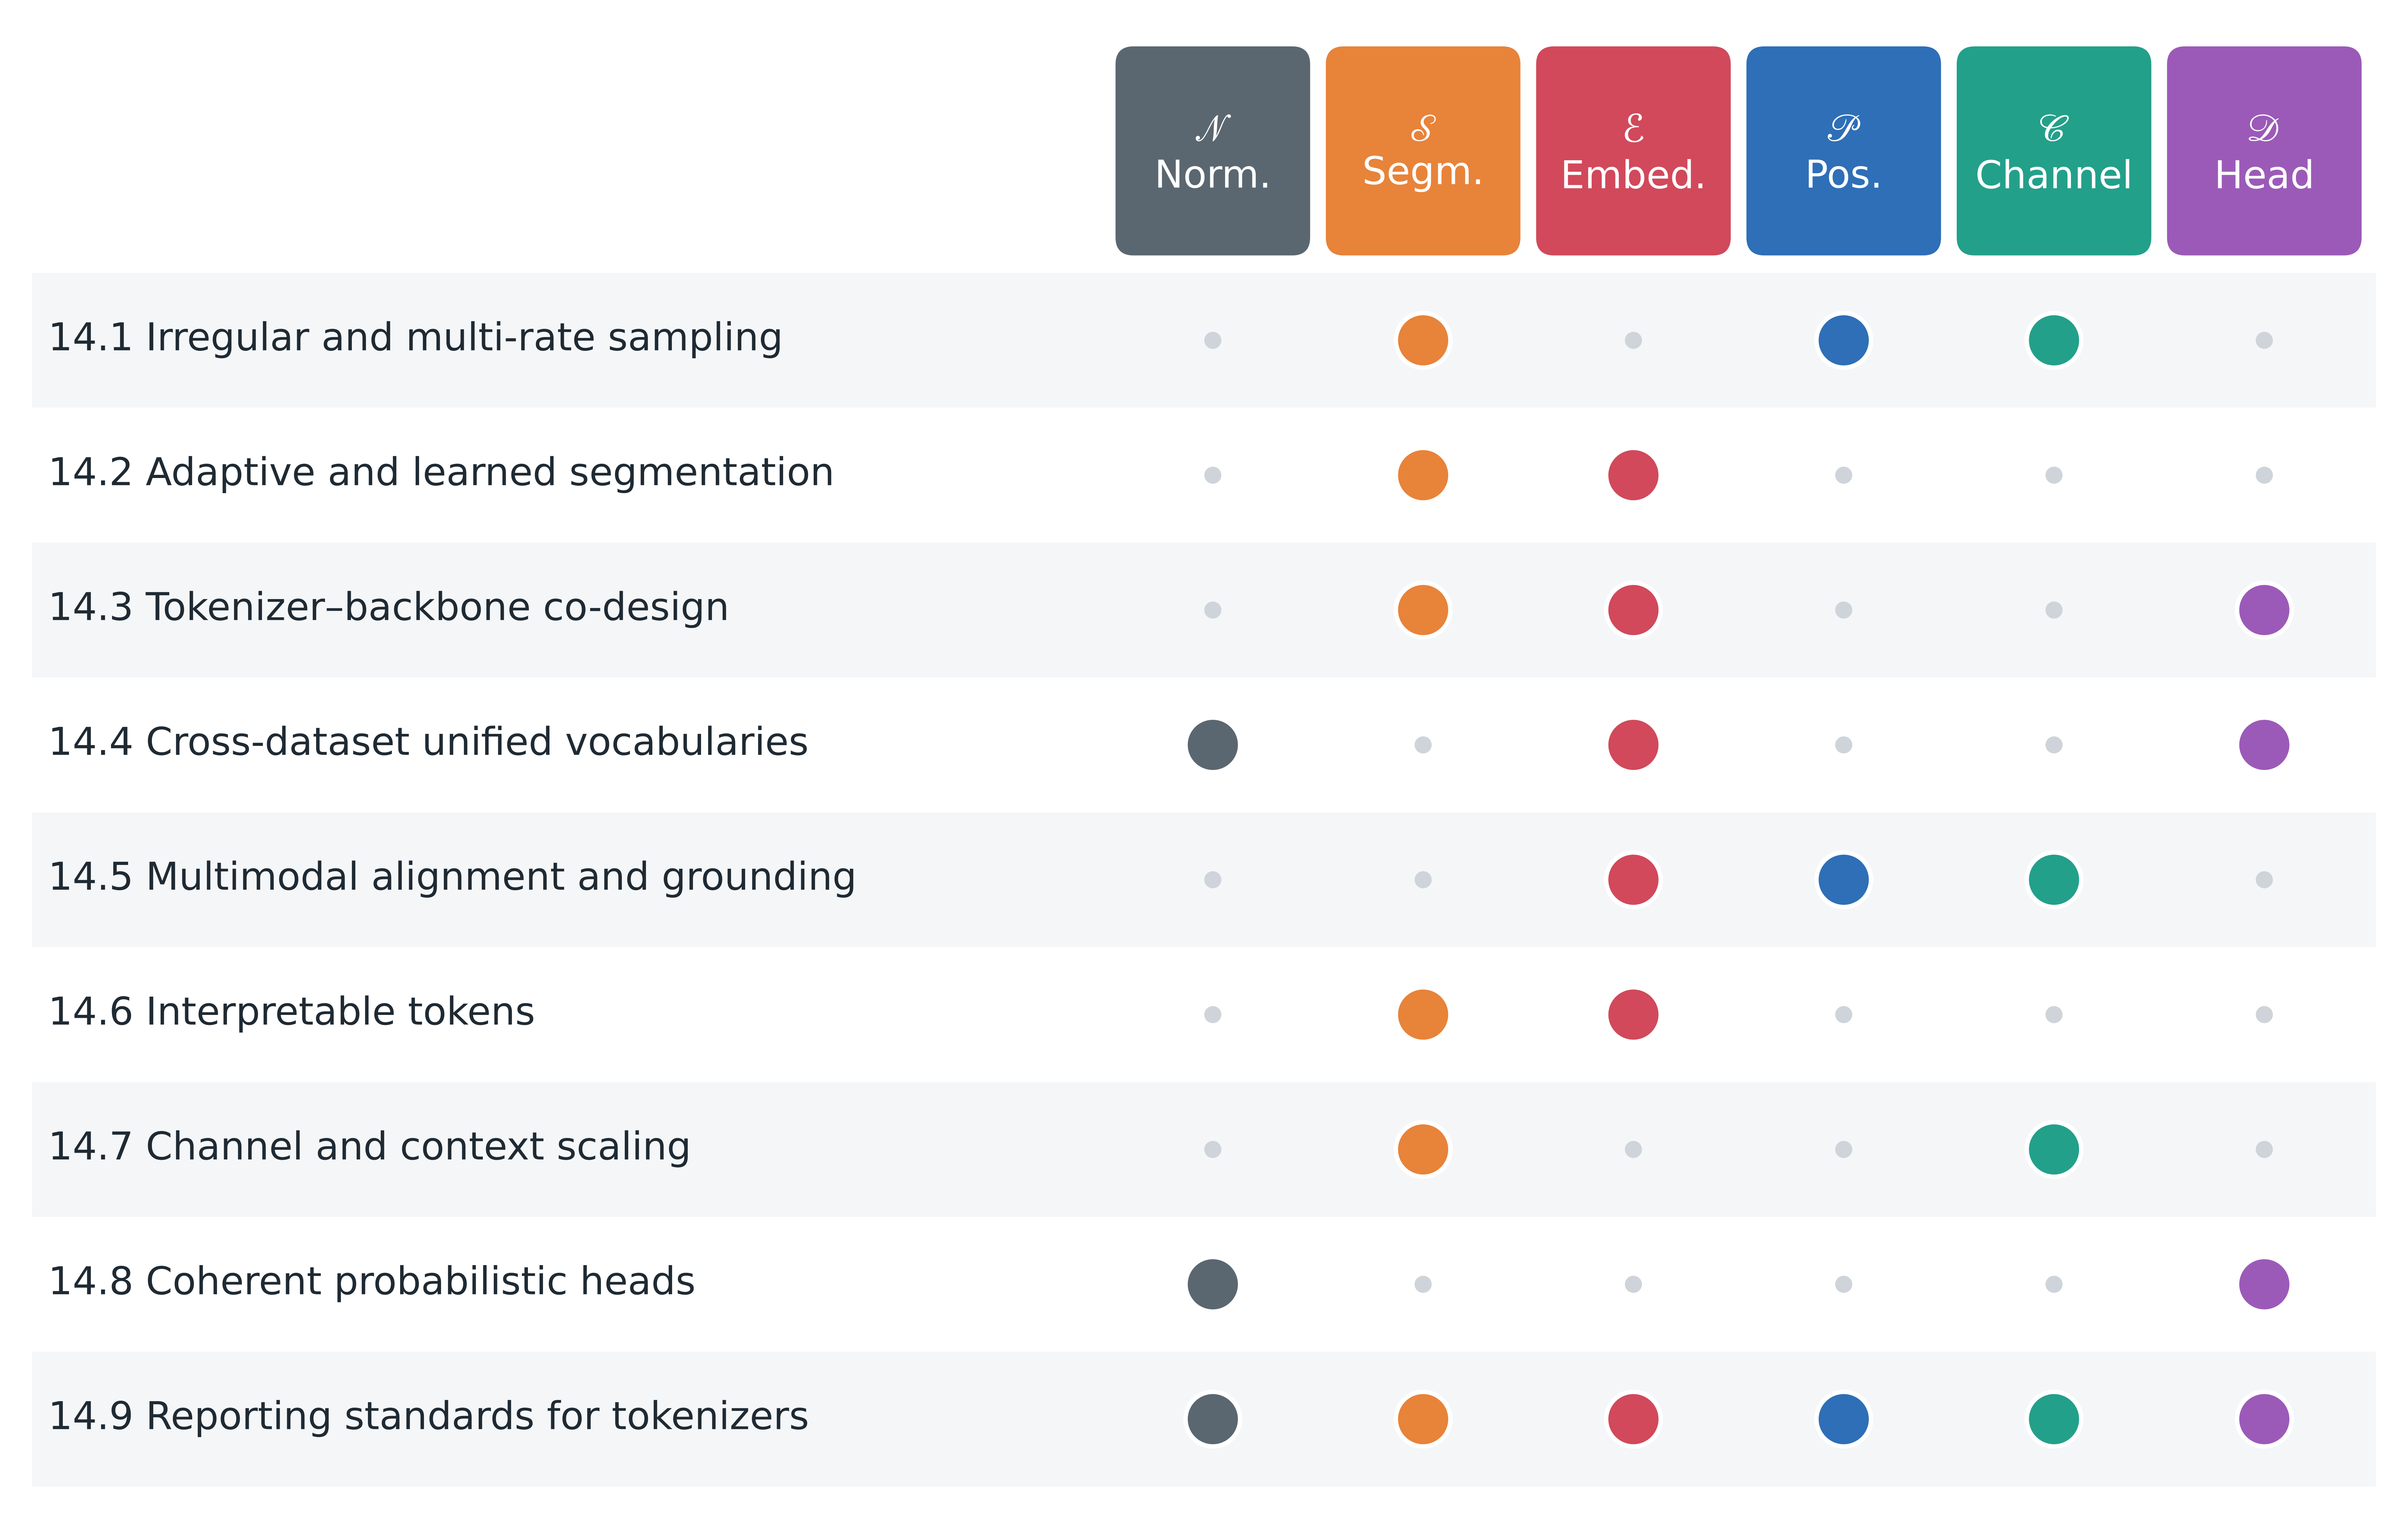 𝒩 𝒮 ℰ 𝒫 𝒞 𝒟
Norm. Segm. Embed. Pos. Channel Head
14.1 Irregular and multi-rate sampling
14.2 Adaptive and learned segmentation
14.3 Tokenizer–backbone co-design
14.4 Cross-dataset unified vocabularies
14.5 Multimodal alignment and grounding
14.6 Interpretable tokens
14.7 Channel and context scaling
14.8 Coherent probabilistic heads
14.9 Reporting standards for tokenizers